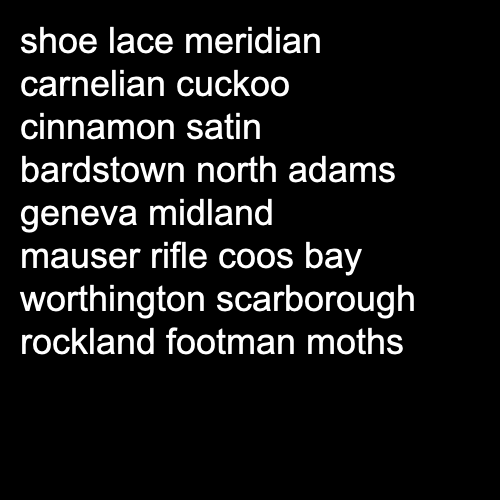 shoe lace meridian
carnelian cuckoo
cinnamon satin
bardstown north adams
geneva midland
mauser rifle coos bay
worthington scarborough
rockland footman moths